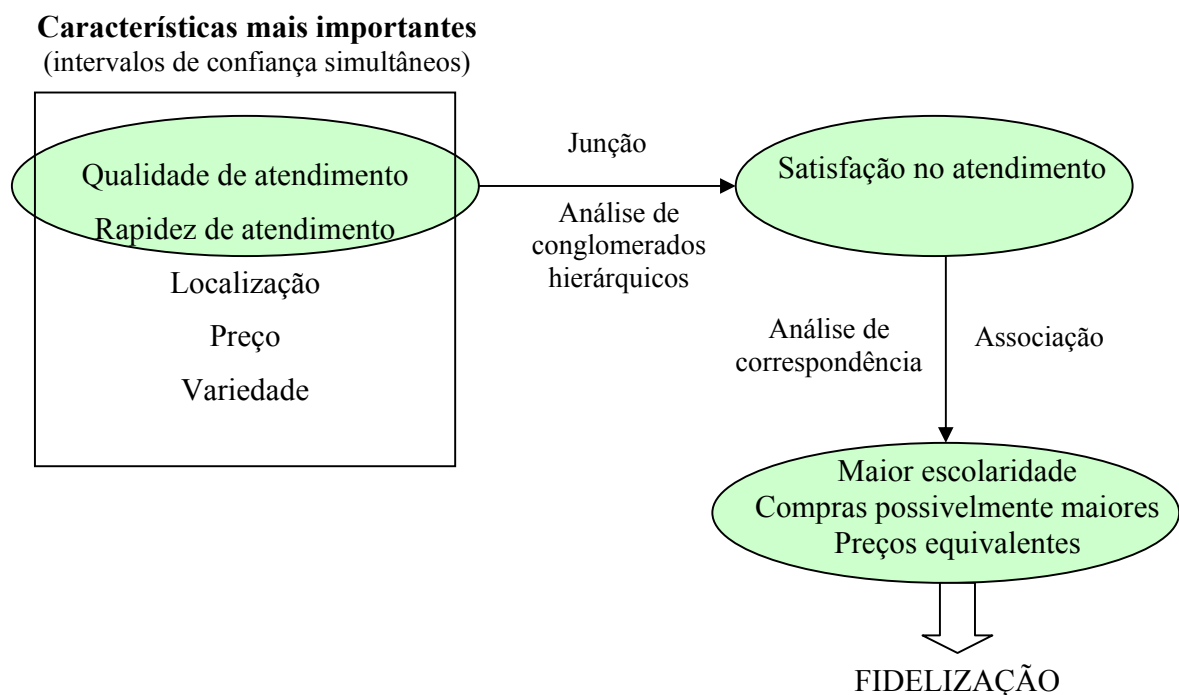 Características mais importantes
(intervalos de confiança simultâneos)
Qualidade de atendimento
Rapidez de atendimento
Localização
Preço
Variedade
Junção
Análise de
conglomerados
hierárquicos
Satisfação no atendimento
Análise de
correspondência
Associação
Maior escolaridade
Compras possivelmente maiores
Preços equivalentes
FIDELIZAÇÃO